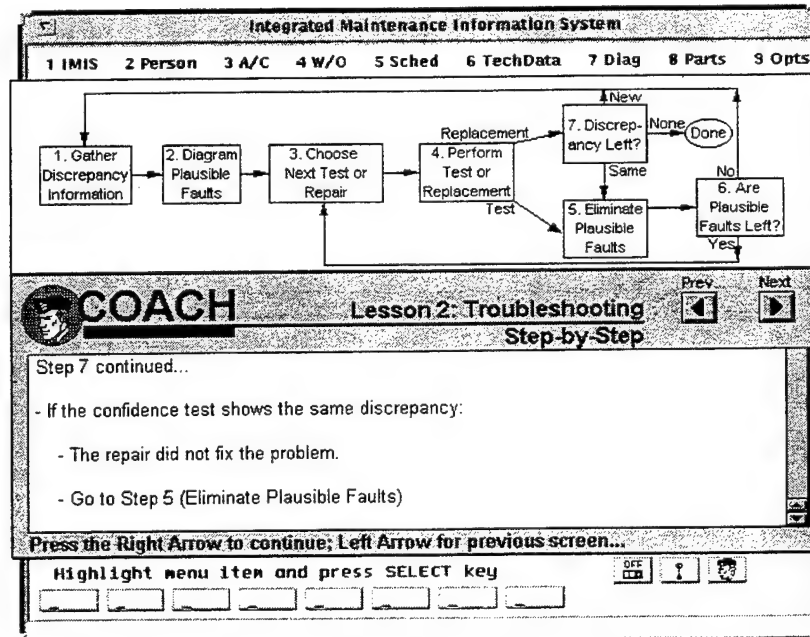 Integrated Maintenance Information System
1 IMIS 2 Person 3 A/C 4 W/O 5 Sched 6 TechData 7 Diag 8 Parts 9 Opts
1. Gather
Discrepancy
Information
2. Diagram
Plausible
Faults
3. Choose
Next Test or
Repair
4. Perform
Test or
Replacement
Replacement
Test
New
7. Discrep-
ancy Left?
None
Done
Same
5. Eliminate
Plausible
Faults
No
6. Are
Plausible
Faults Left?
Yes
COACH
Lesson 2: Troubleshooting
Step-by-Step
Prev
Next
Step 7 continued...
- If the confidence test shows the same discrepancy:
- The repair did not fix the problem.
- Go to Step 5 (Eliminate Plausible Faults)
Press the Right Arrow to continue; Left Arrow for previous screen...
Highlight menu item and press SELECT key
OFF